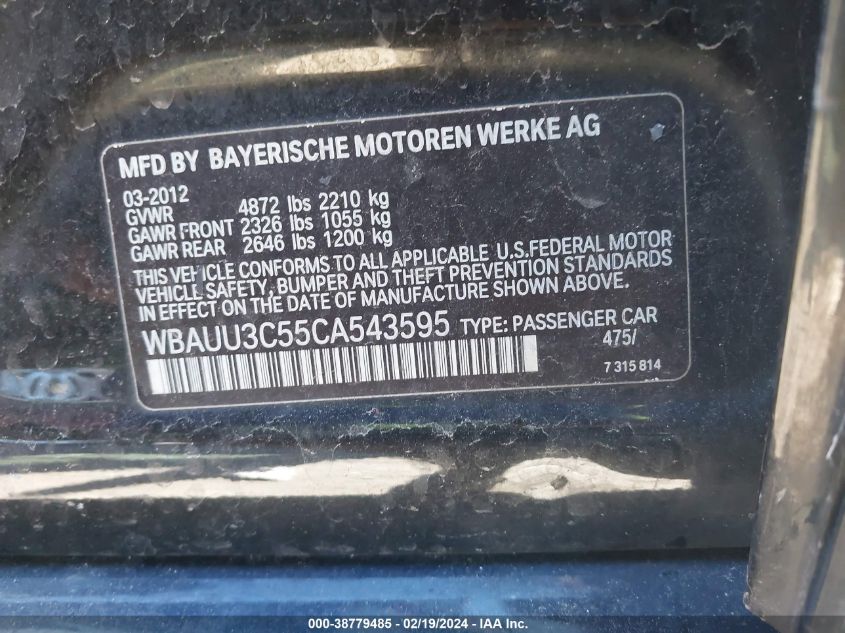 MFD BY BAYERISCHE MOTOREN WERKE AG
03-2012
GVWR 4872 lbs 2210 kg
GAWR FRONT 2326 lbs 1055 kg
GAWR REAR 2646 lbs 1200 kg
THIS VEHICLE CONFORMS TO ALL APPLICABLE U.S.FEDERAL MOTOR
VEHICLE SAFETY, BUMPER AND THEFT PREVENTION STANDARDS
IN EFFECT ON THE DATE OF MANUFACTURE SHOWN ABOVE.
WBAUU3C55CA543595 TYPE: PASSENGER CAR
475/
7 315 814
000-38779485 - 02/19/2024 - IAA Inc.